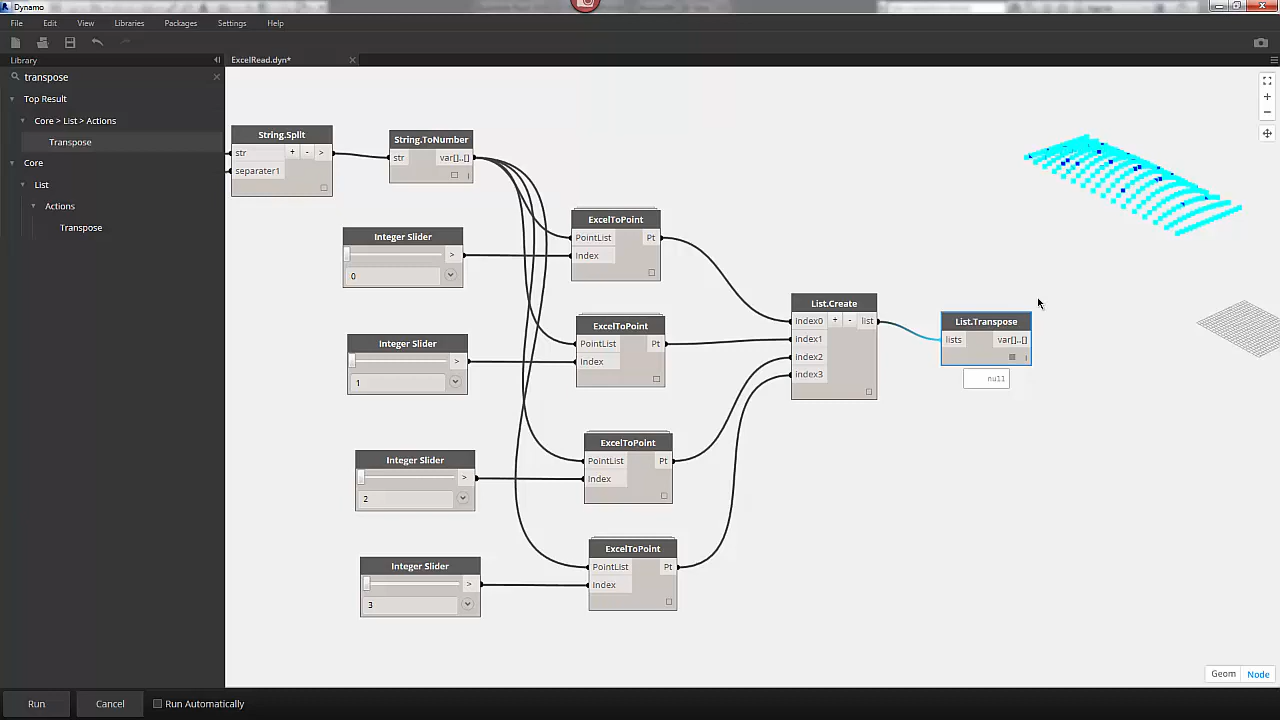 Dynamo
File Edit View Libraries Packages Settings Help
Library
ExcelRead.dyn*
transpose
Top Result
Core > List > Actions
Transpose
Core
List
Actions
Transpose
String.Split
str + - >
separater1
String.ToNumber
str var[]..[]
Integer Slider
>
0
Integer Slider
>
1
Integer Slider
>
2
Integer Slider
>
3
ExcelToPoint
PointList Pt
Index
ExcelToPoint
PointList Pt
Index
ExcelToPoint
PointList Pt
Index
ExcelToPoint
PointList Pt
Index
List.Create
index0 + - list
index1
index2
index3
List.Transpose
lists var[]..[]
null
Geom Node
Run Cancel Run Automatically